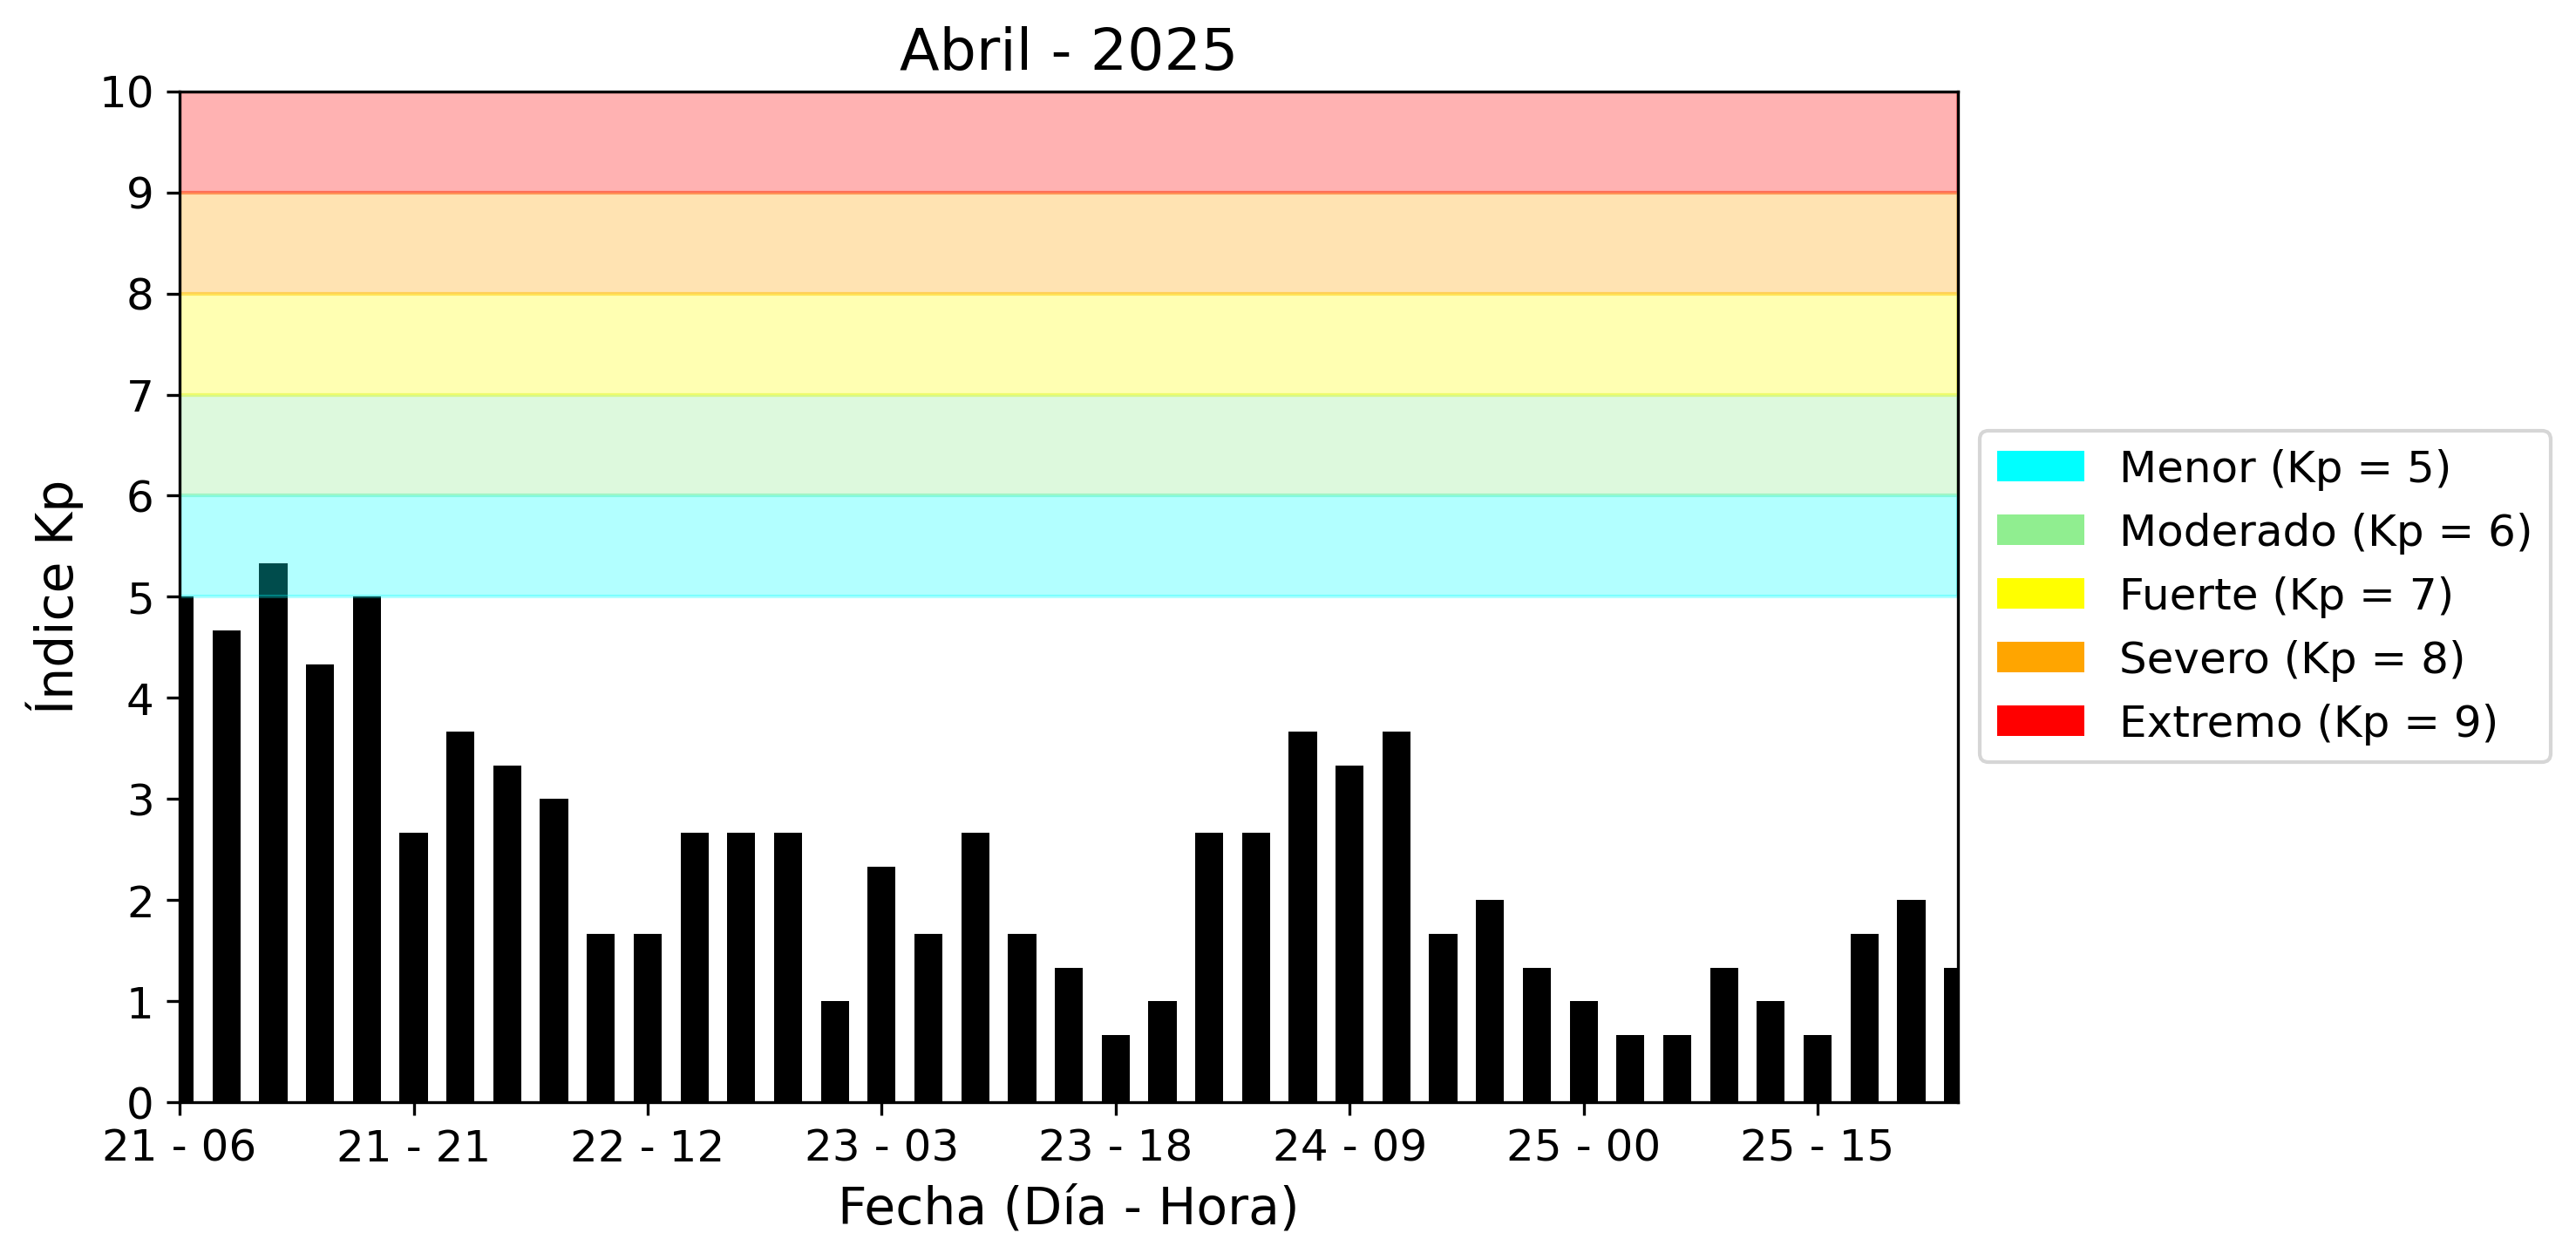 Abril - 2025
10
9
8
7
6
5
4
3
2
1
0
Índice Kp
21 - 06
21 - 21
22 - 12
23 - 03
23 - 18
24 - 09
25 - 00
25 - 15
Fecha (Día - Hora)
Menor (Kp = 5)
Moderado (Kp = 6)
Fuerte (Kp = 7)
Severo (Kp = 8)
Extremo (Kp = 9)